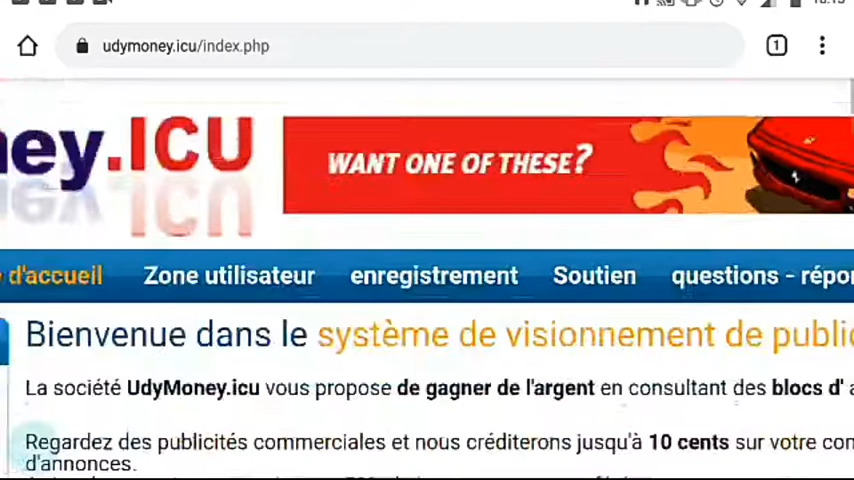 udymoney.icu/index.php
1
ey.ICU
WANT ONE OF THESE?
d'accueil Zone utilisateur enregistrement Soutien questions - répo
Bienvenue dans le système de visionnement de public
La société UdyMoney.icu vous propose de gagner de l'argent en consultant des blocs d'
Regardez des publicités commerciales et nous créditerons jusqu'à 10 cents sur votre com
d'annonces.